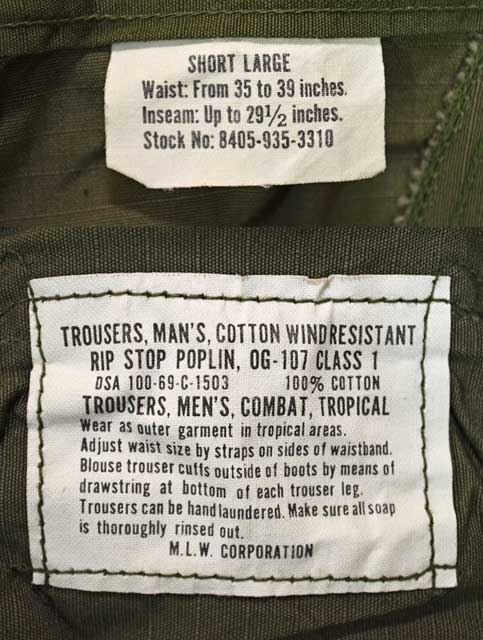 SHORT LARGE
Waist: From 35 to 39 inches.
Inseam: Up to 29½ inches.
Stock No: 8405-935-3310
TROUSERS, MAN'S, COTTON WINDRESISTANT
RIP STOP POPLIN, OG-107 CLASS 1
DSA 100-69-C-1503 100% COTTON
TROUSERS, MEN'S, COMBAT, TROPICAL
Wear as outer garment in tropical areas.
Adjust waist size by straps on sides of waistband.
Blouse trouser cuffs outside of boots by means of
drawstring at bottom of each trouser leg.
Trousers can be hand laundered. Make sure all soap
is thoroughly rinsed out.
M.L.W. CORPORATION